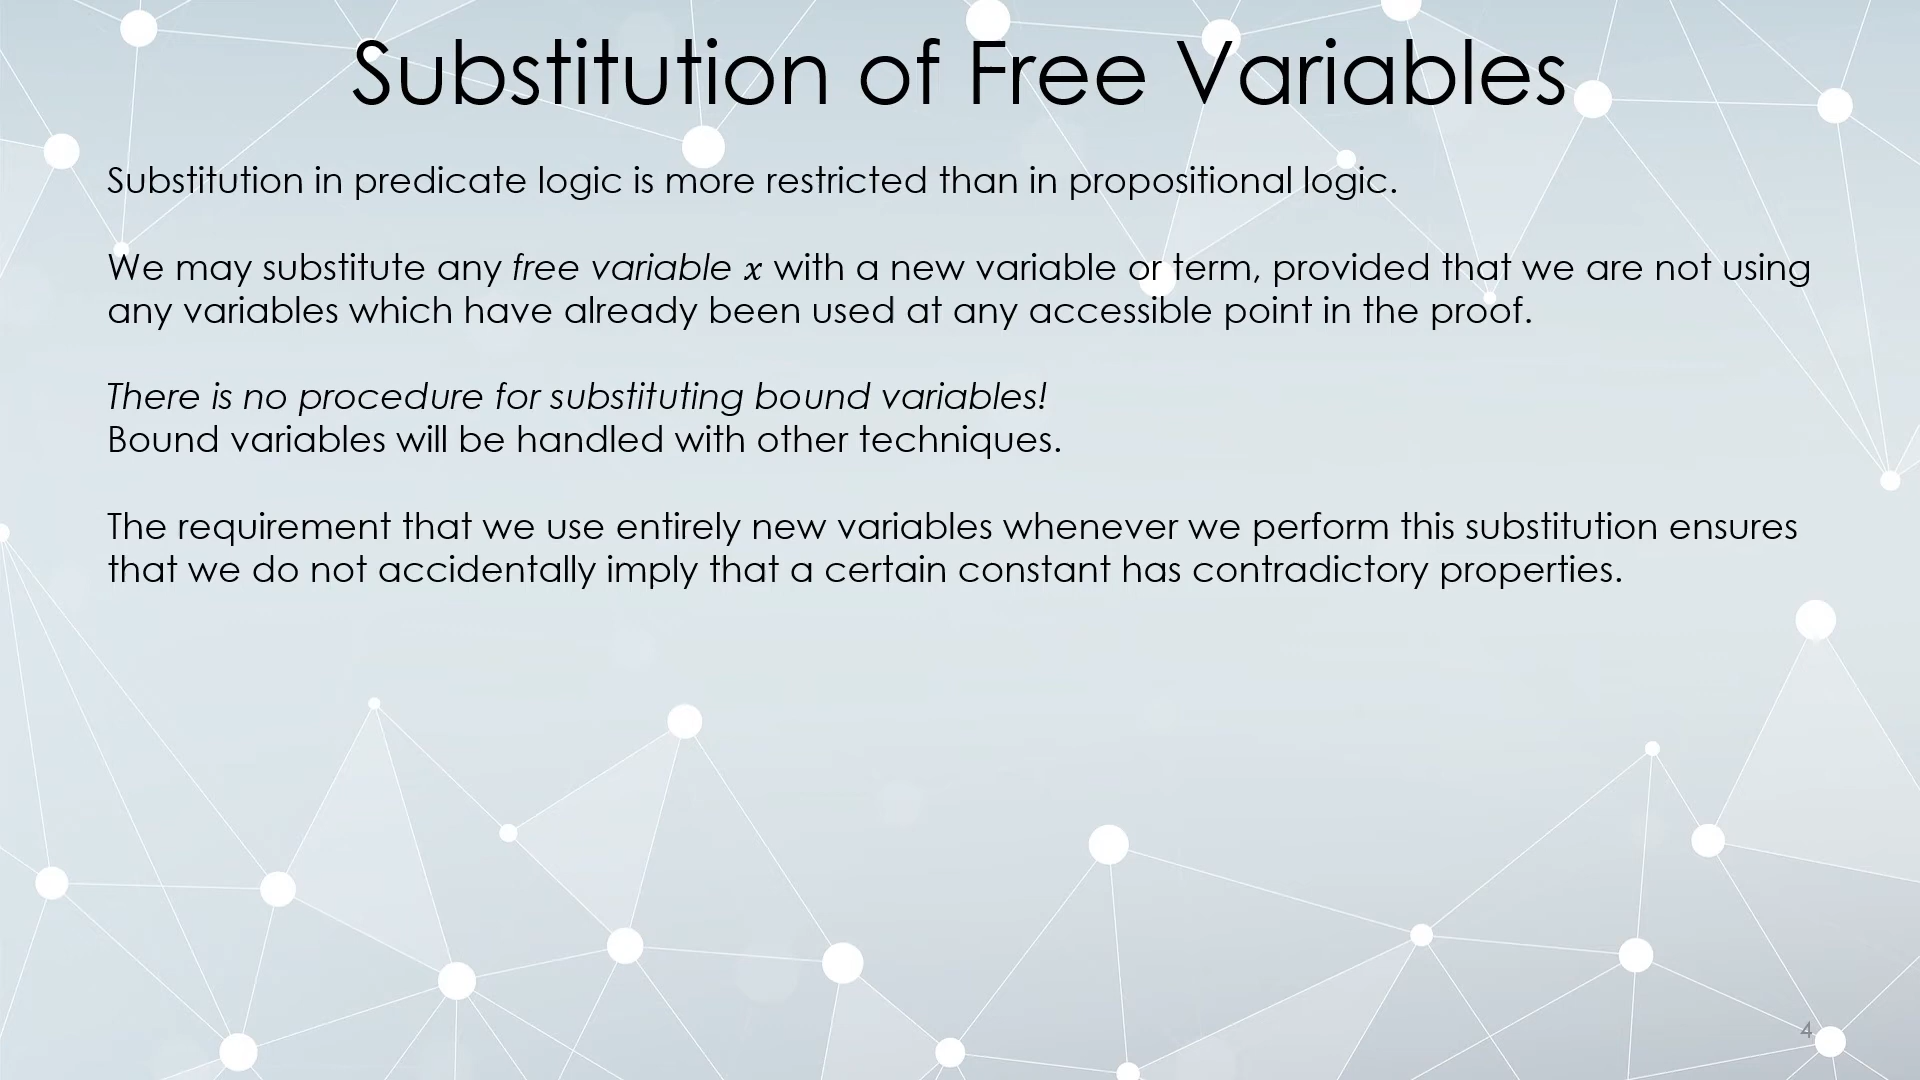 Substitution of Free Variables
Substitution in predicate logic is more restricted than in propositional logic.
We may substitute any free variable 𝑥 with a new variable or term, provided that we are not using
any variables which have already been used at any accessible point in the proof.
There is no procedure for substituting bound variables!
Bound variables will be handled with other techniques.
The requirement that we use entirely new variables whenever we perform this substitution ensures
that we do not accidentally imply that a certain constant has contradictory properties.
4